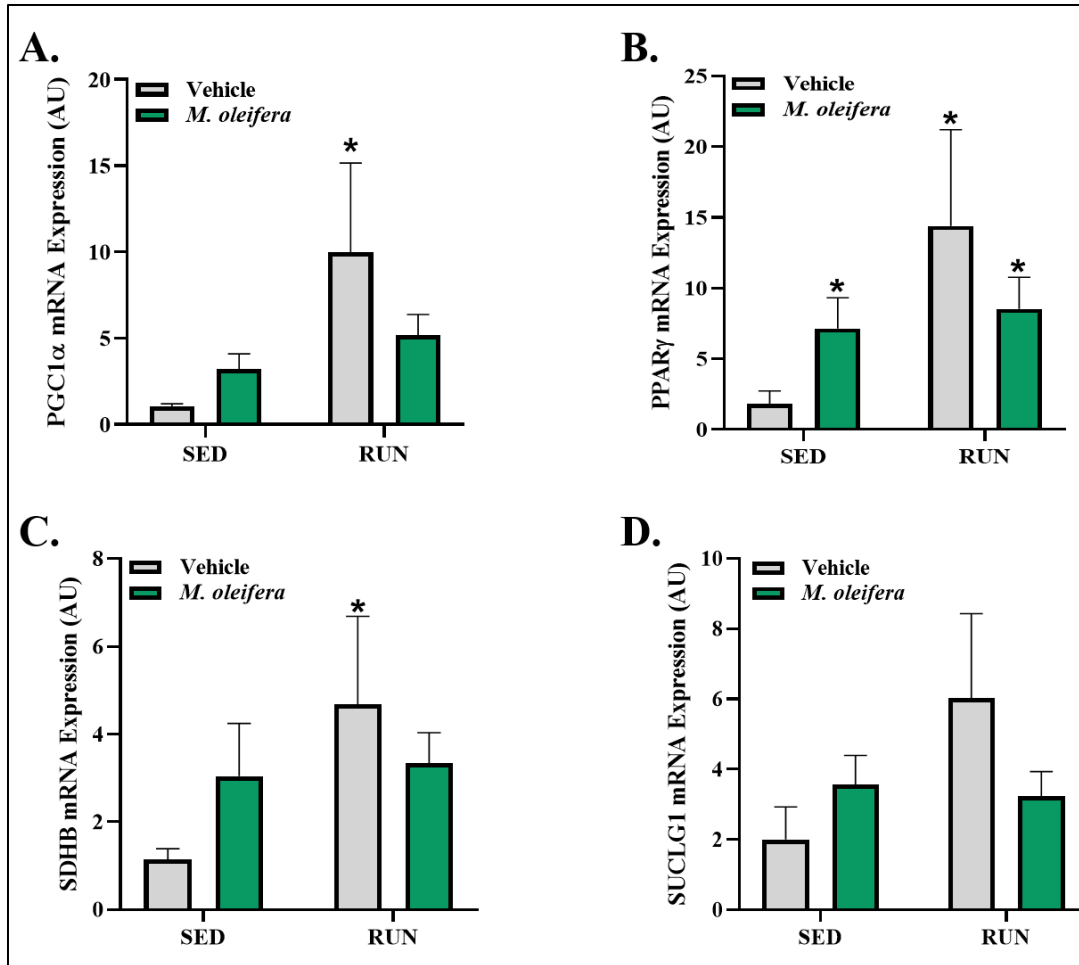 A.
PGC1α mRNA Expression (AU)
20
15
10
5
0
Vehicle
M. oleifera
*
SED
RUN
B.
PPARγ mRNA Expression (AU)
25
20
15
10
5
0
Vehicle
M. oleifera
*
*
*
SED
RUN
C.
SDHB mRNA Expression (AU)
8
6
4
2
0
Vehicle
M. oleifera
*
SED
RUN
D.
SUCLG1 mRNA Expression (AU)
10
8
6
4
2
0
Vehicle
M. oleifera
SED
RUN